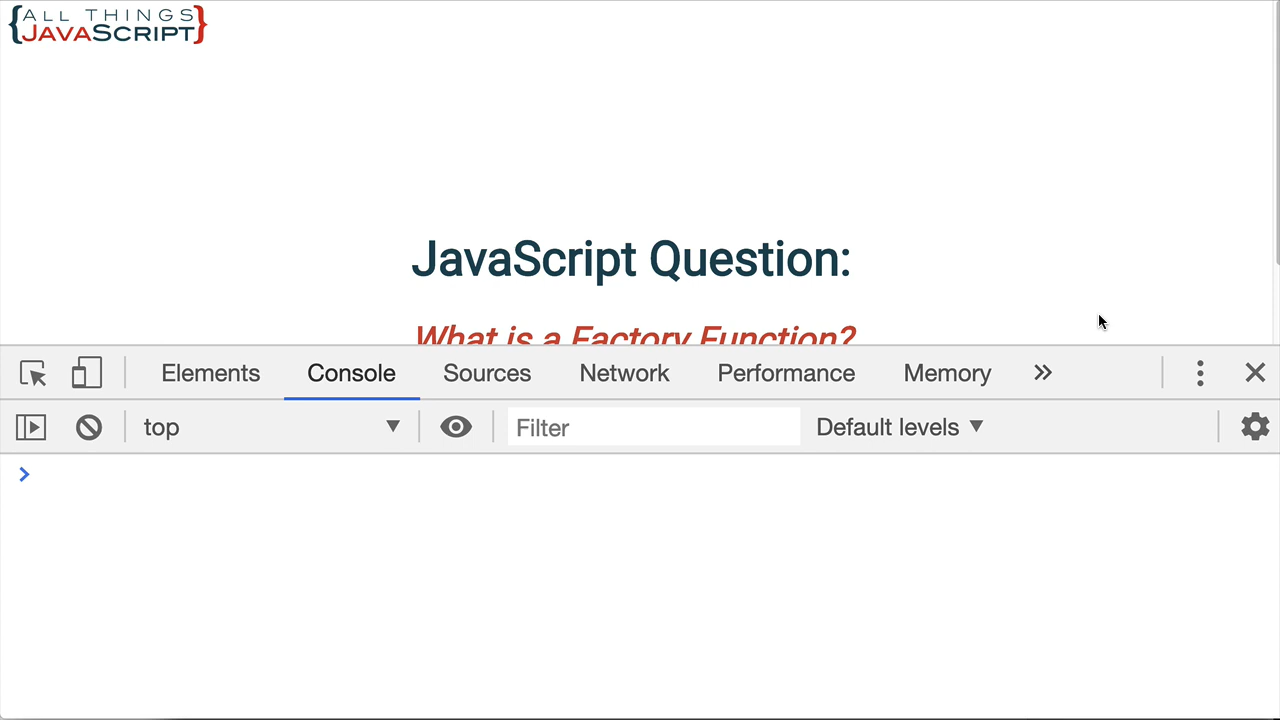 {ALL THINGS
JAVASCRIPT}
JavaScript Question:
What is a Factory Function?
Elements Console Sources Network Performance Memory »
top ▼ Filter Default levels ▼
>